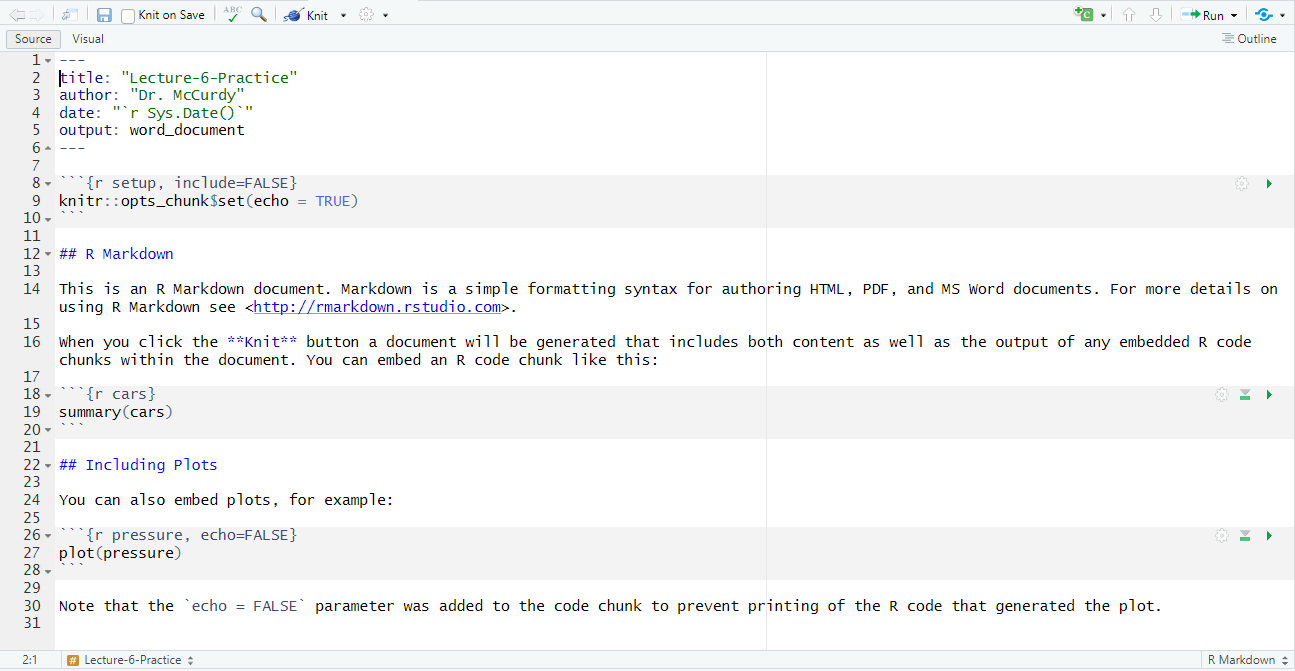 Knit on Save ABC Knit C Run
Source Visual Outline
1 ---
2 title: "Lecture-6-Practice"
3 author: "Dr. McCurdy"
4 date: "`r Sys.Date()`"
5 output: word_document
6 ---
7
8 ```{r setup, include=FALSE}
9 knitr::opts_chunk$set(echo = TRUE)
10 ```
11
12 ## R Markdown
13
14 This is an R Markdown document. Markdown is a simple formatting syntax for authoring HTML, PDF, and MS Word documents. For more details on
using R Markdown see <http://rmarkdown.rstudio.com>.
15
16 When you click the **Knit** button a document will be generated that includes both content as well as the output of any embedded R code
chunks within the document. You can embed an R code chunk like this:
17
18 ```{r cars}
19 summary(cars)
20 ```
21
22 ## Including Plots
23
24 You can also embed plots, for example:
25
26 ```{r pressure, echo=FALSE}
27 plot(pressure)
28 ```
29
30 Note that the `echo = FALSE` parameter was added to the code chunk to prevent printing of the R code that generated the plot.
31
2:1 # Lecture-6-Practice R Markdown